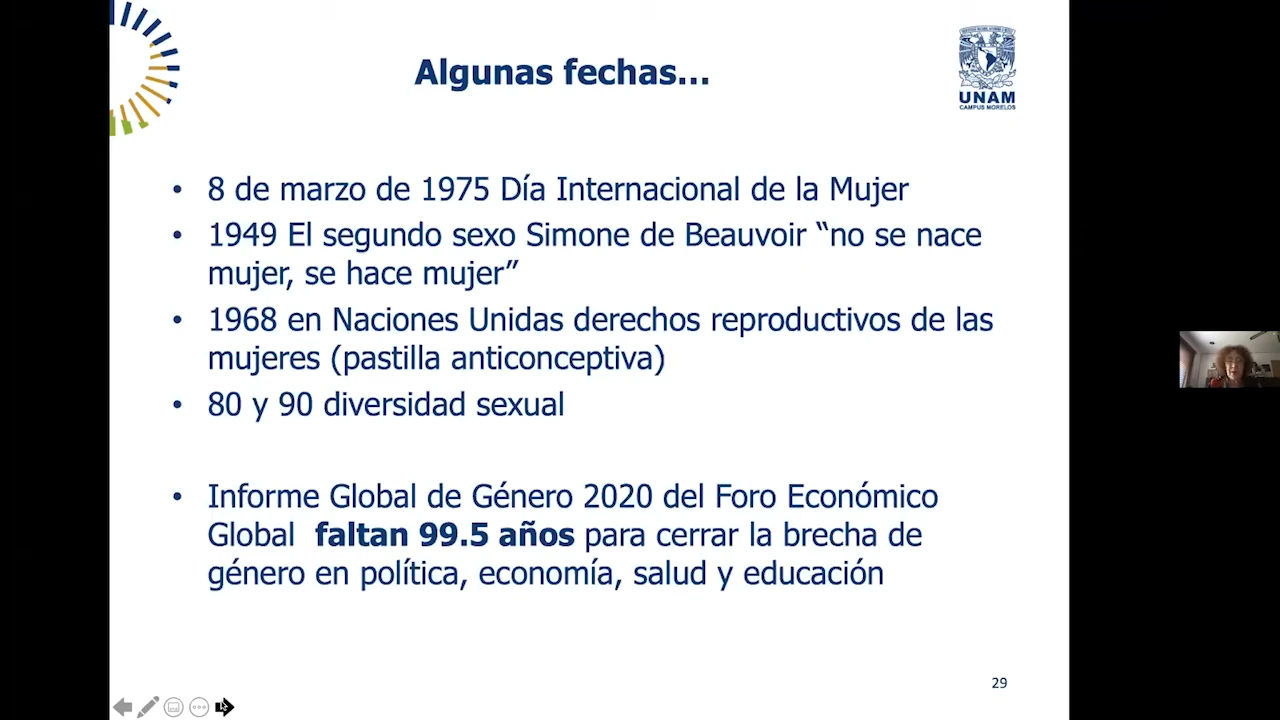 Algunas fechas...
UNAM
CAMPUS MORELOS
• 8 de marzo de 1975 Día Internacional de la Mujer
• 1949 El segundo sexo Simone de Beauvoir “no se nace
mujer, se hace mujer”
• 1968 en Naciones Unidas derechos reproductivos de las
mujeres (pastilla anticonceptiva)
• 80 y 90 diversidad sexual
• Informe Global de Género 2020 del Foro Económico
Global faltan 99.5 años para cerrar la brecha de
género en política, economía, salud y educación
29